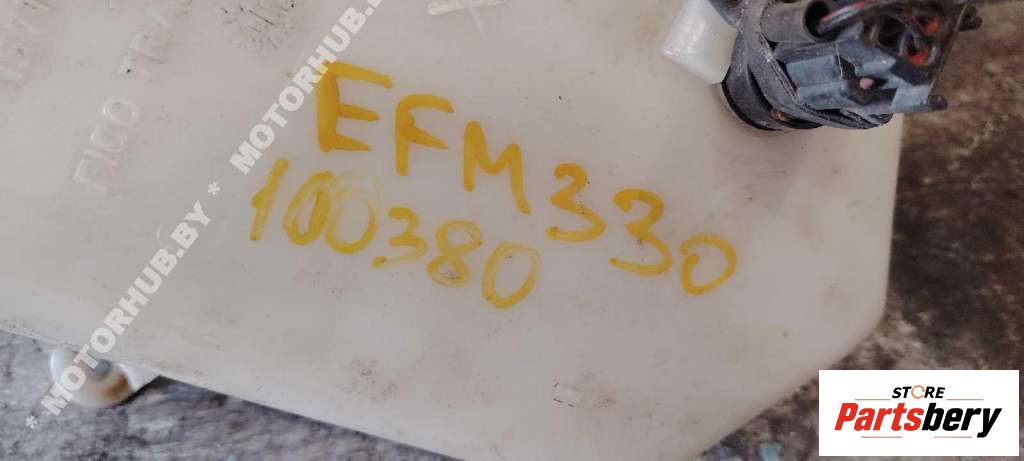 EFM330
100380
* MOTORHUB.BY * MOTORHUB.BY
STORE
Partsbery